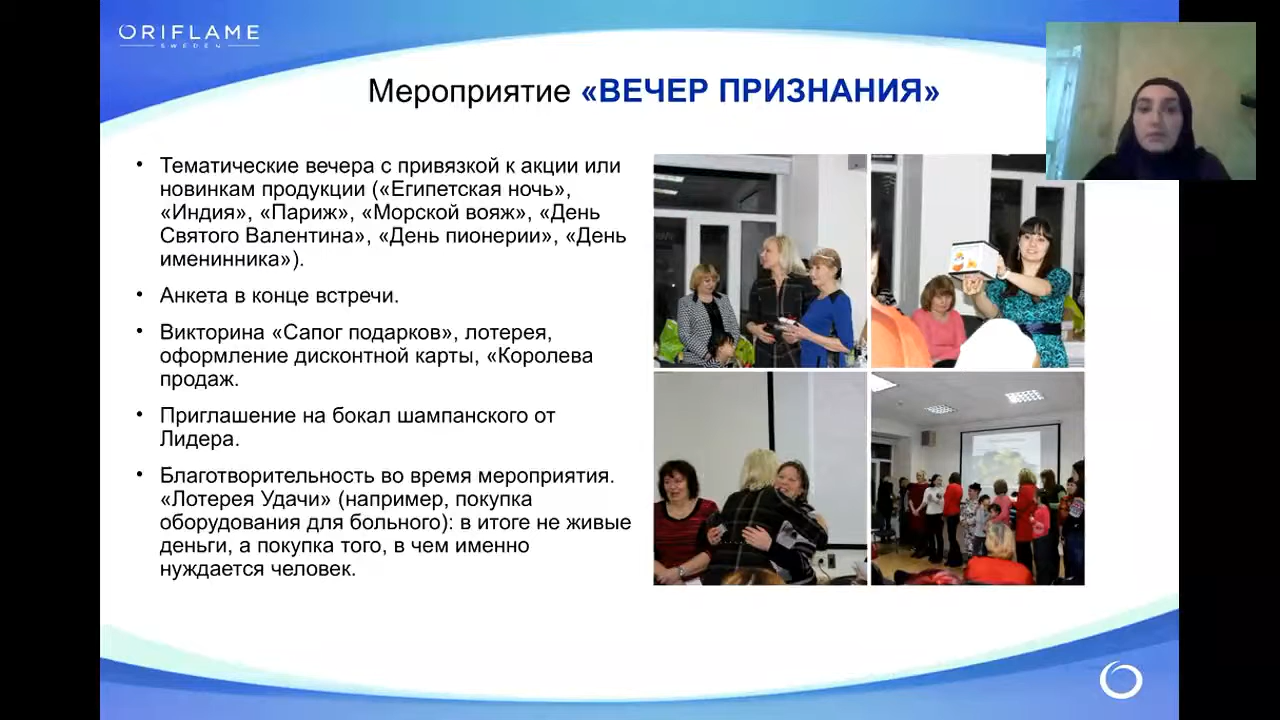 ORIFLAME
SWEDEN
Мероприятие «ВЕЧЕР ПРИЗНАНИЯ»
• Тематические вечера с привязкой к акции или
новинкам продукции («Египетская ночь»,
«Индия», «Париж», «Морской вояж», «День
Святого Валентина», «День пионерии», «День
именинника»).
• Анкета в конце встречи.
• Викторина «Сапог подарков», лотерея,
оформление дисконтной карты, «Королева
продаж.
• Приглашение на бокал шампанского от
Лидера.
• Благотворительность во время мероприятия.
«Лотерея Удачи» (например, покупка
оборудования для больного): в итоге не живые
деньги, а покупка того, в чем именно
нуждается человек.